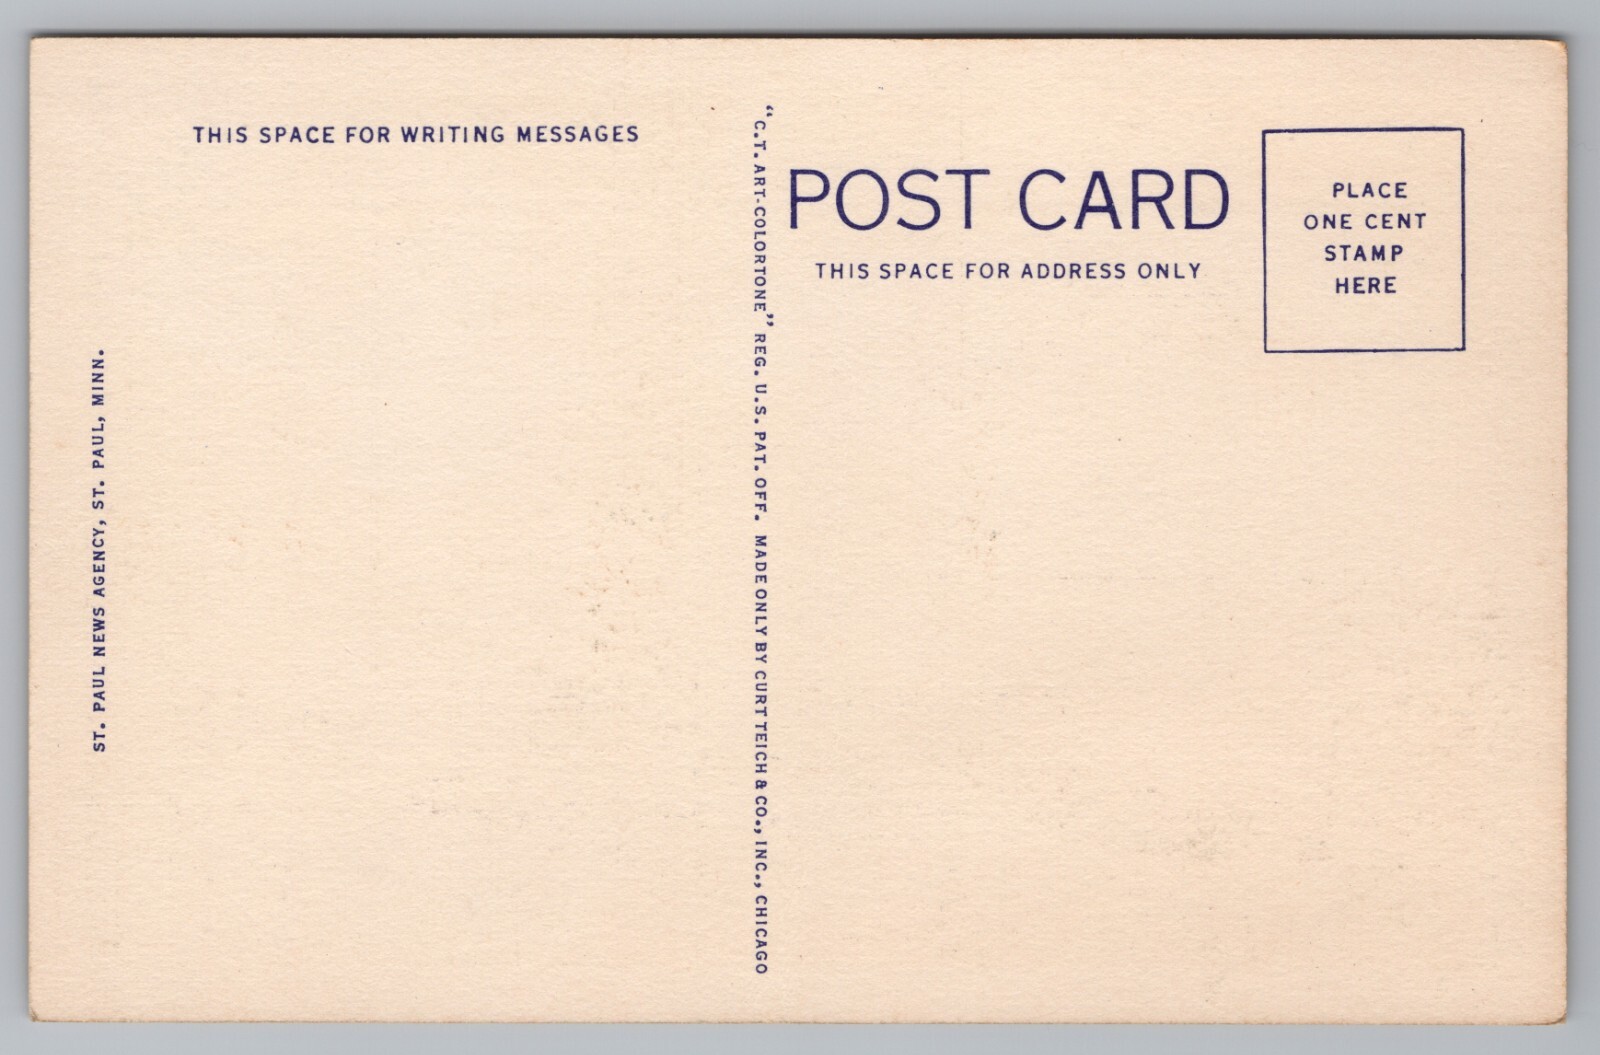 THIS SPACE FOR WRITING MESSAGES
ST. PAUL NEWS AGENCY, ST. PAUL, MINN.
“C.T. ART-COLORTONE” REG. U.S. PAT. OFF. MADE ONLY BY CURT TEICH & CO., INC., CHICAGO
POST CARD
THIS SPACE FOR ADDRESS ONLY
PLACE
ONE CENT
STAMP
HERE